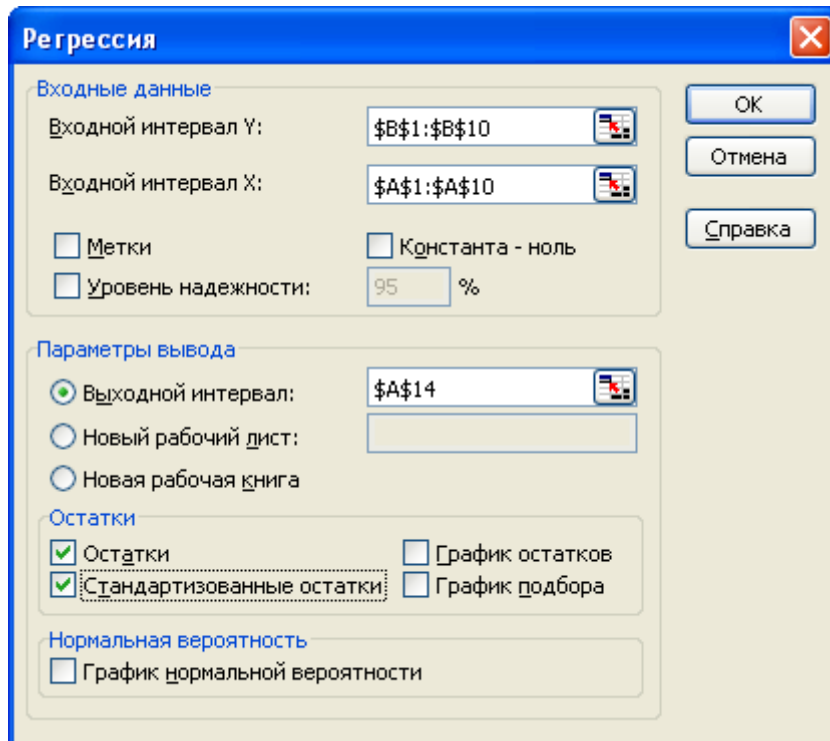 Регрессия
Входные данные
Входной интервал Y: $B$1:$B$10
Входной интервал X: $A$1:$A$10
Метки Константа - ноль
Уровень надежности: 95 %
ОК
Отмена
Справка
Параметры вывода
Выходной интервал: $A$14
Новый рабочий лист:
Новая рабочая книга
Остатки
Остатки График остатков
Стандартизованные остатки График подбора
Нормальная вероятность
График нормальной вероятности